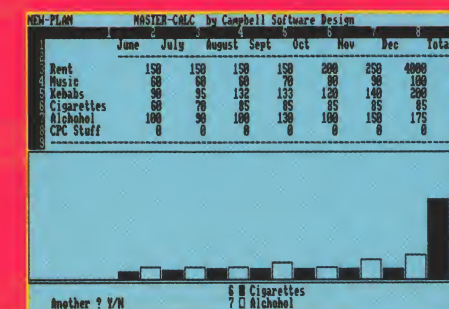 NEW-PLAN MASTER-CALC by Campbell Software Design
1 2 3 4 5 6 7 8
June July August Sept Oct Nov Dec Tota
Rent 150 150 150 150 200 250 4000
Music 80 80 60 70 80 90 100
Kebabs 90 95 132 133 120 140 200
Cigarettes 60 70 85 85 85 85 85
Alchohol 100 90 100 130 100 150 175
CPC Stuff 0 0 0 0 0 0 0
6 Cigarettes
Another ? Y/N 7 Alchohol